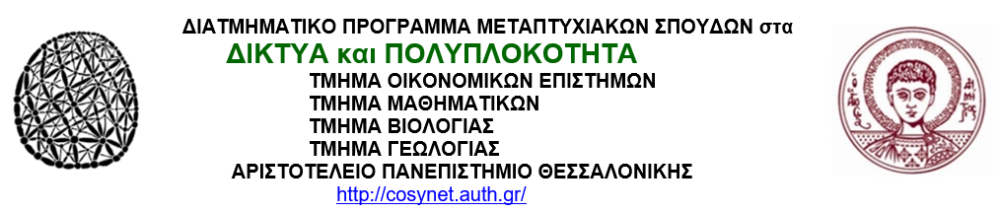 ΔΙΑΤΜΗΜΑΤΙΚΟ ΠΡΟΓΡΑΜΜΑ ΜΕΤΑΠΤΥΧΙΑΚΩΝ ΣΠΟΥΔΩΝ στα
ΔΙΚΤΥΑ και ΠΟΛΥΠΛΟΚΟΤΗΤΑ
ΤΜΗΜΑ ΟΙΚΟΝΟΜΙΚΩΝ ΕΠΙΣΤΗΜΩΝ
ΤΜΗΜΑ ΜΑΘΗΜΑΤΙΚΩΝ
ΤΜΗΜΑ ΒΙΟΛΟΓΙΑΣ
ΤΜΗΜΑ ΓΕΩΛΟΓΙΑΣ
ΑΡΙΣΤΟΤΕΛΕΙΟ ΠΑΝΕΠΙΣΤΗΜΙΟ ΘΕΣΣΑΛΟΝΙΚΗΣ
http://cosynet.auth.gr/